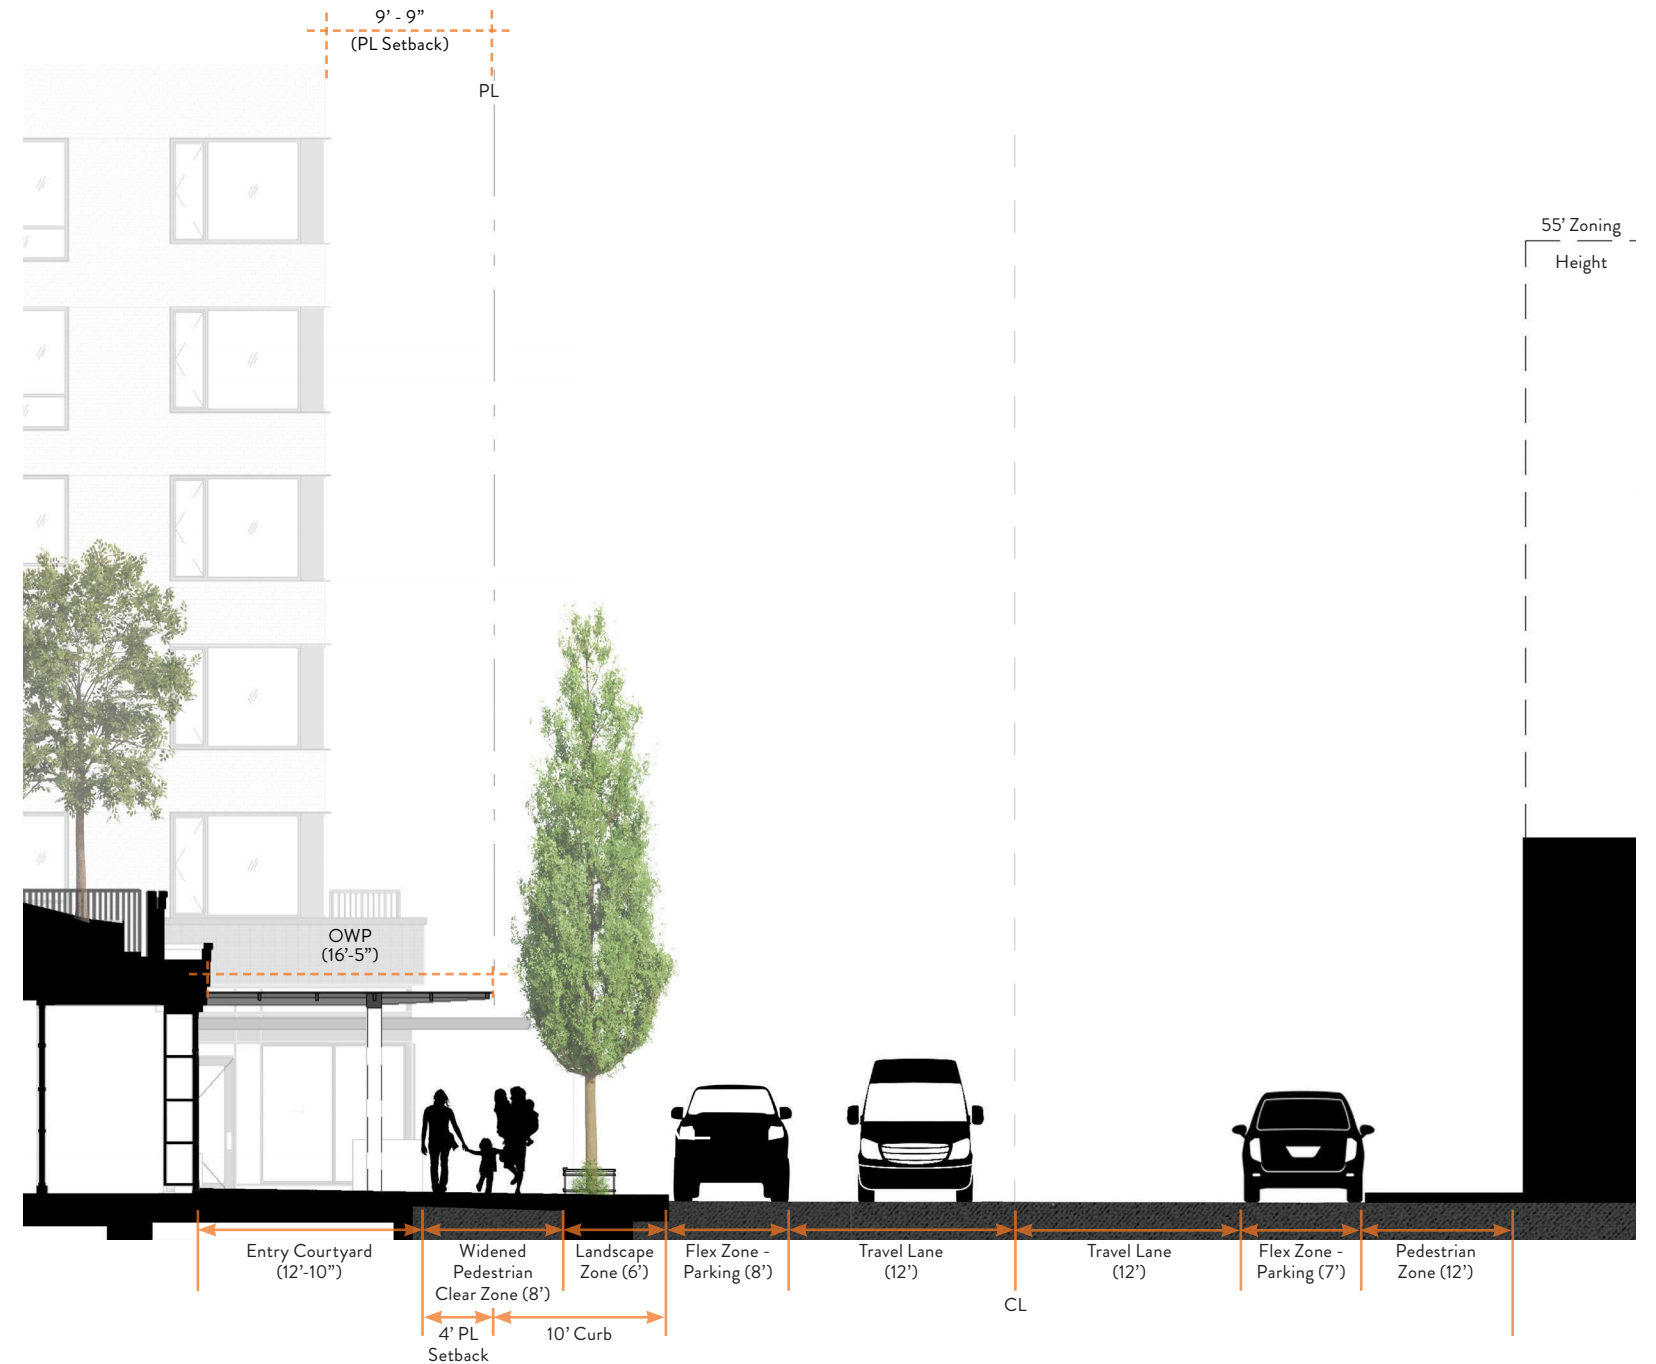 9’ - 9”
(PL Setback)
PL
55’ Zoning
Height
OWP
(16’-5”)
Entry Courtyard
(12’-10”)
Widened
Pedestrian
Clear Zone (8’)
Landscape
Zone (6’)
Flex Zone -
Parking (8’)
Travel Lane
(12’)
Travel Lane
(12’)
Flex Zone -
Parking (7’)
Pedestrian
Zone (12’)
CL
4’ PL
Setback
10’ Curb